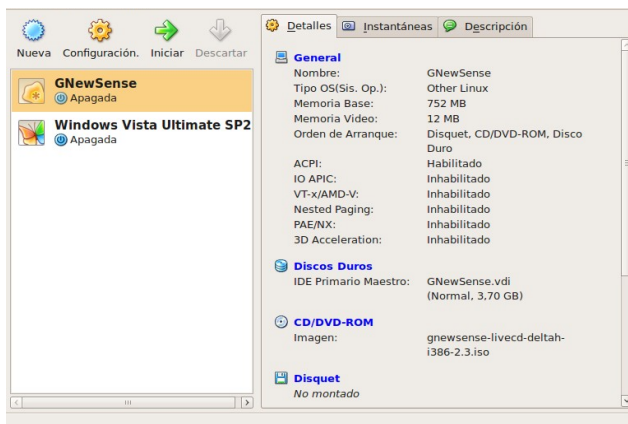 Nueva Configuración. Iniciar Descartar
GNewSense
Apagada
Windows Vista Ultimate SP2
Apagada
Detalles Instantáneas Descripción
General
Nombre: GNewSense
Tipo OS(Sis. Op.): Other Linux
Memoria Base: 752 MB
Memoria Video: 12 MB
Orden de Arranque: Disquet, CD/DVD-ROM, Disco
Duro
ACPI: Habilitado
IO APIC: Inhabilitado
VT-x/AMD-V: Inhabilitado
Nested Paging: Inhabilitado
PAE/NX: Inhabilitado
3D Acceleration: Inhabilitado
Discos Duros
IDE Primario Maestro: GNewSense.vdi
(Normal, 3,70 GB)
CD/DVD-ROM
Imagen: gnewsense-livecd-deltah-
i386-2.3.iso
Disquet
No montado